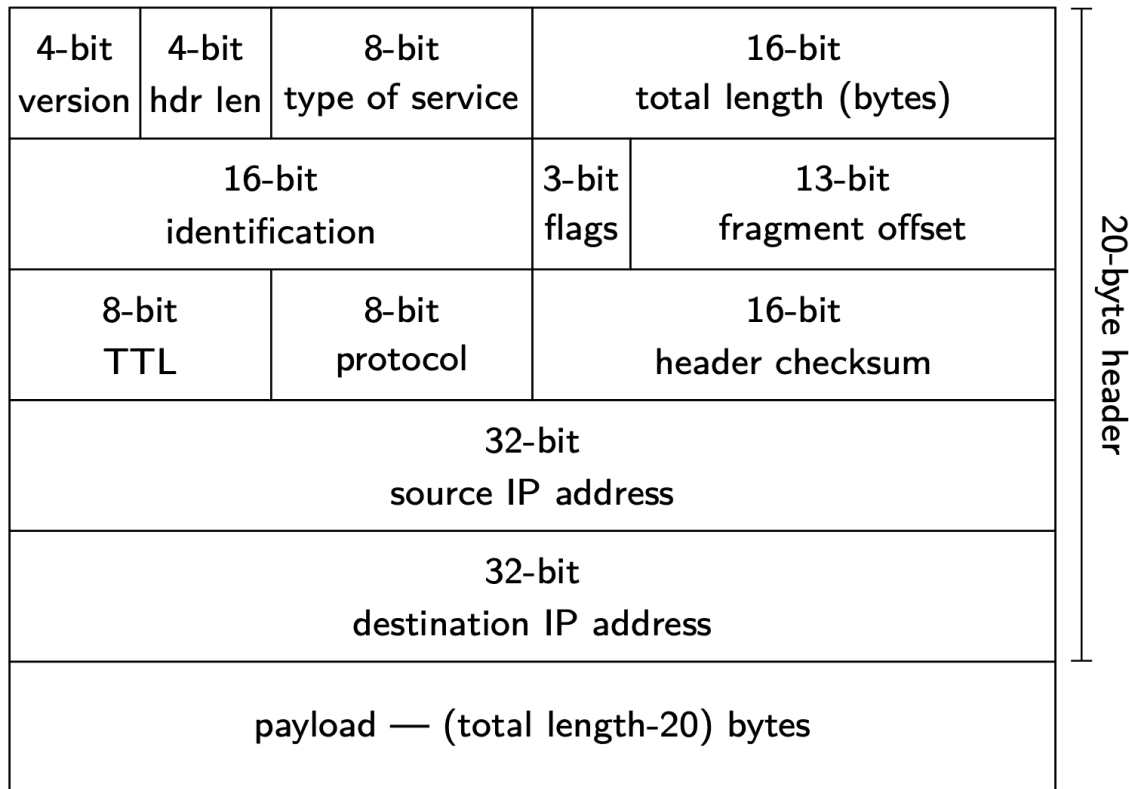 4-bit
version
4-bit
hdr len
8-bit
type of service
16-bit
total length (bytes)
16-bit
identification
3-bit
flags
13-bit
fragment offset
8-bit
TTL
8-bit
protocol
16-bit
header checksum
32-bit
source IP address
32-bit
destination IP address
payload — (total length-20) bytes
20-byte header